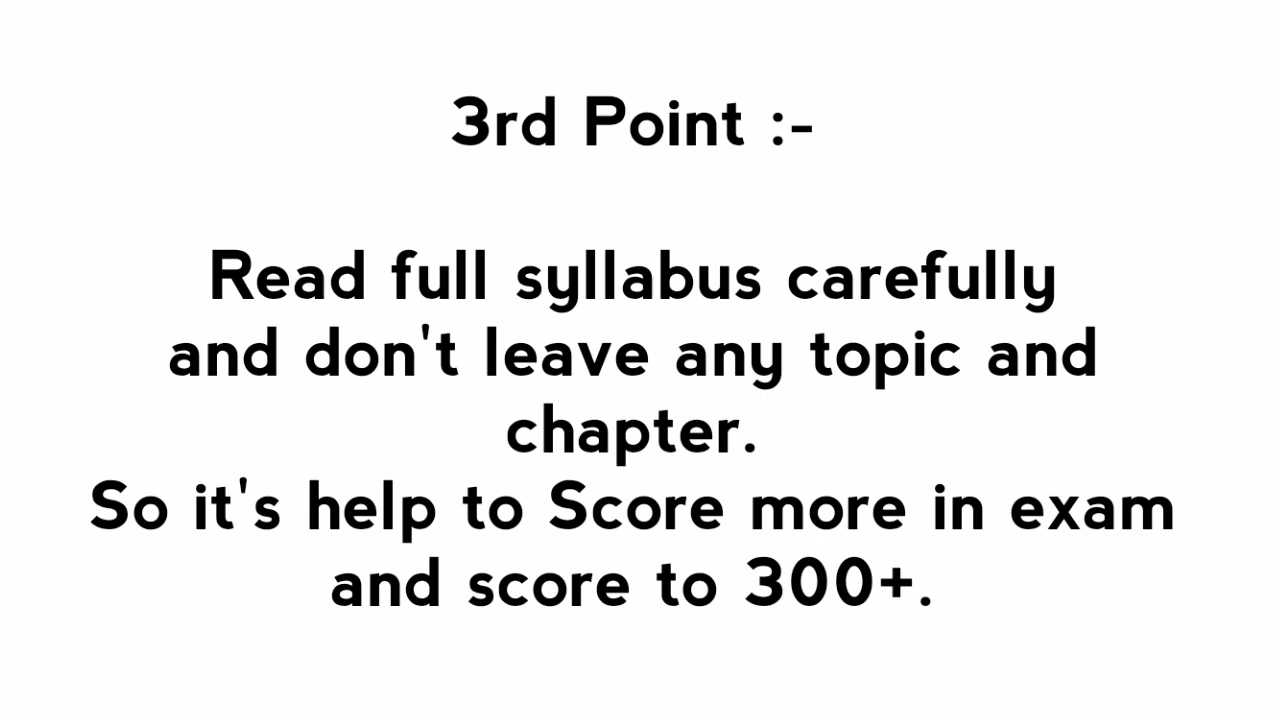 3rd Point :-
Read full syllabus carefully
and don't leave any topic and
chapter.
So it's help to Score more in exam
and score to 300+.